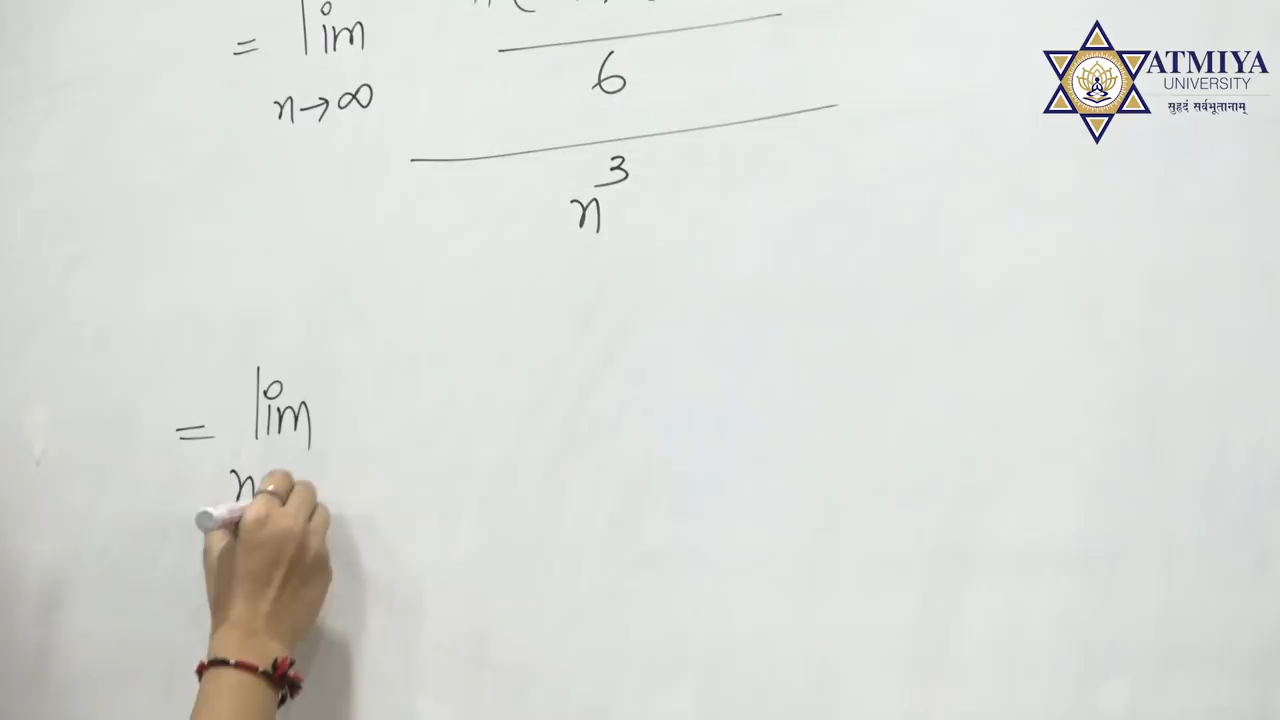 = lim
n→∞
6
n³
= lim
n
ATMIYA
UNIVERSITY
सुहृदं सर्वभूतानाम्